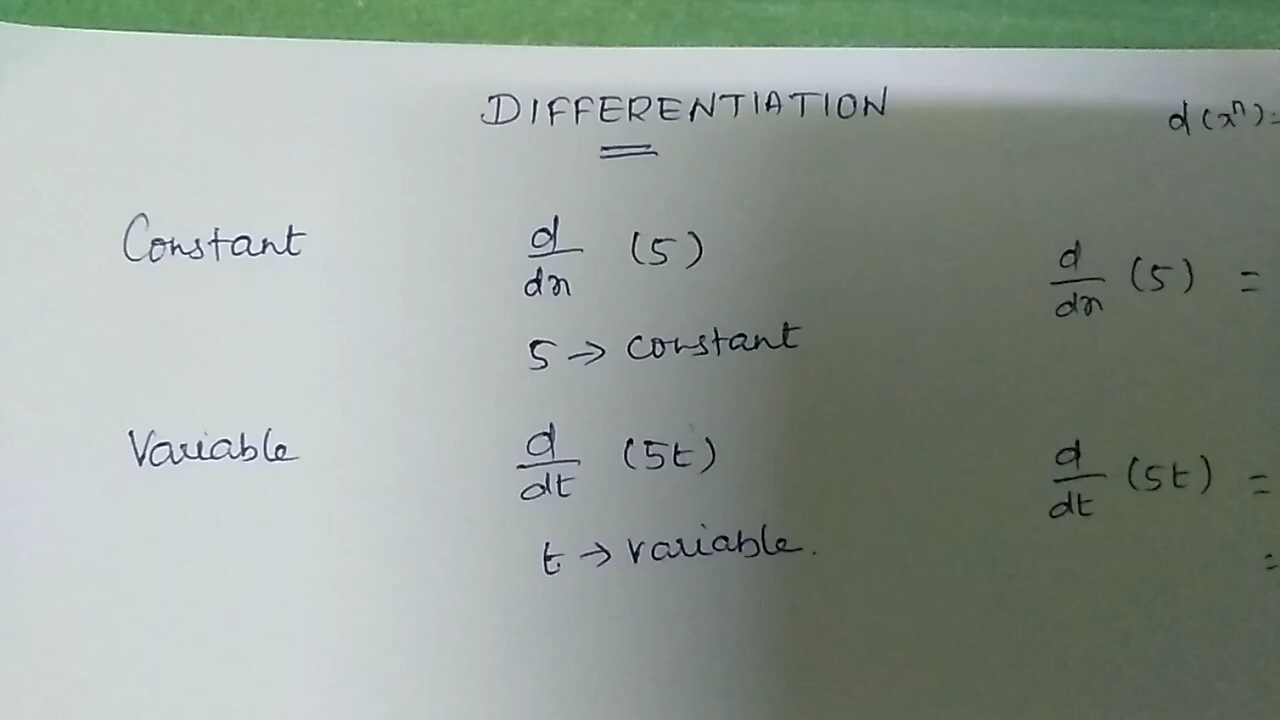 DIFFERENTIATION
d(xⁿ)=
Constant d/dx (5) d/dx (5) =
5 → constant
Variable d/dt (5t) d/dt (5t) =
t → variable. =